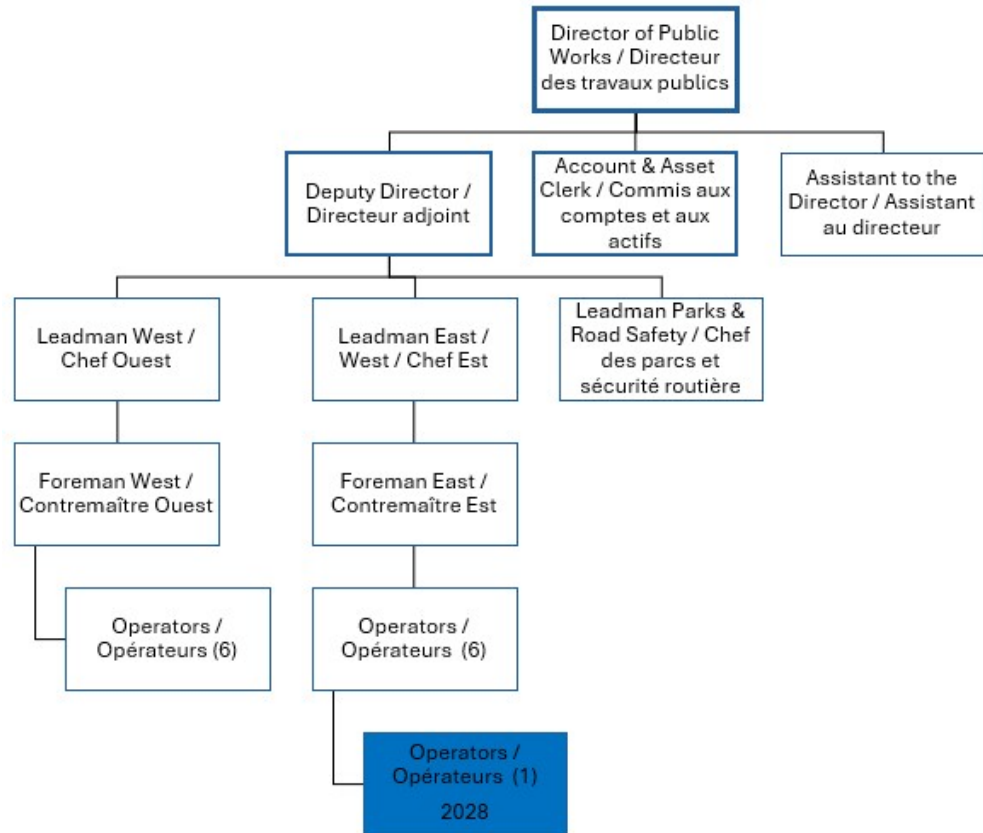 Director of Public
Works / Directeur
des travaux publics
Deputy Director /
Directeur adjoint
Account & Asset
Clerk / Commis aux
comptes et aux
actifs
Assistant to the
Director / Assistant
au directeur
Leadman West /
Chef Ouest
Leadman East /
West / Chef Est
Leadman Parks &
Road Safety / Chef
des parcs et
sécurité routière
Foreman West /
Contremaître Ouest
Foreman East /
Contremaître Est
Operators /
Opérateurs (6)
Operators /
Opérateurs (6)
Operators /
Opérateurs (1)
2028